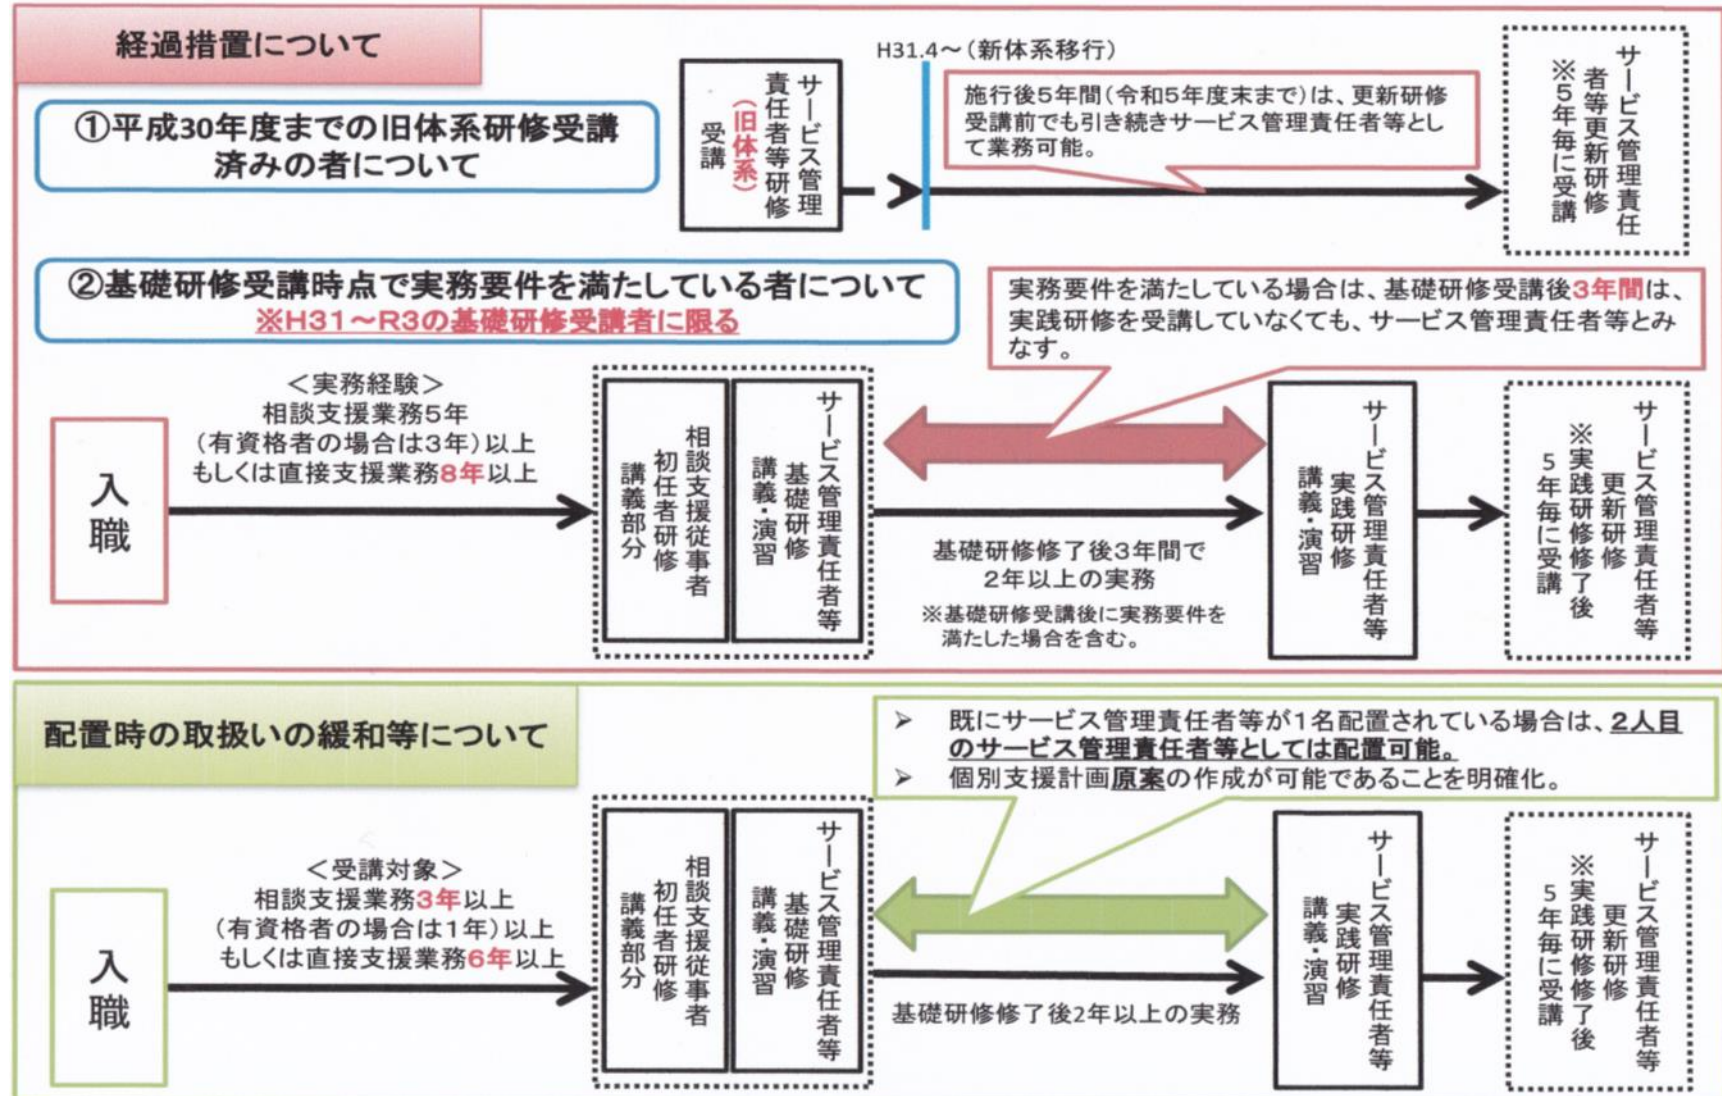 経過措置について
①平成30年度までの旧体系研修受講
済みの者について
サービス管理
責任者等研修
（旧体系）
受講
H31.4～（新体系移行）
施行後5年間（令和5年度末まで）は、更新研修
受講前でも引き続きサービス管理責任者等とし
て業務可能。
サービス管理責任
者等更新研修
※5年毎に受講
②基礎研修受講時点で実務要件を満たしている者について
※H31～R3の基礎研修受講者に限る
実務要件を満たしている場合は、基礎研修受講後3年間は、
実践研修を受講していなくても、サービス管理責任者等とみ
なす。
入職
＜実務経験＞
相談支援業務5年
（有資格者の場合は3年）以上
もしくは直接支援業務8年以上
相談支援従事者
初任者研修
講義部分
サービス管理責任者等
基礎研修
講義・演習
基礎研修修了後3年間で
2年以上の実務
※基礎研修受講後に実務要件を
満たした場合を含む。
サービス管理責任者等
実践研修
講義・演習
サービス管理責任者等
更新研修
※実践研修修了後
5年毎に受講
配置時の取扱いの緩和等について
➢ 既にサービス管理責任者等が1名配置されている場合は、2人目
のサービス管理責任者等としては配置可能。
➢ 個別支援計画原案の作成が可能であることを明確化。
入職
＜受講対象＞
相談支援業務3年以上
（有資格者の場合は1年）以上
もしくは直接支援業務6年以上
相談支援従事者
初任者研修
講義部分
サービス管理責任者等
基礎研修
講義・演習
基礎研修修了後2年以上の実務
サービス管理責任者等
実践研修
講義・演習
サービス管理責任者等
更新研修
※実践研修修了後
5年毎に受講